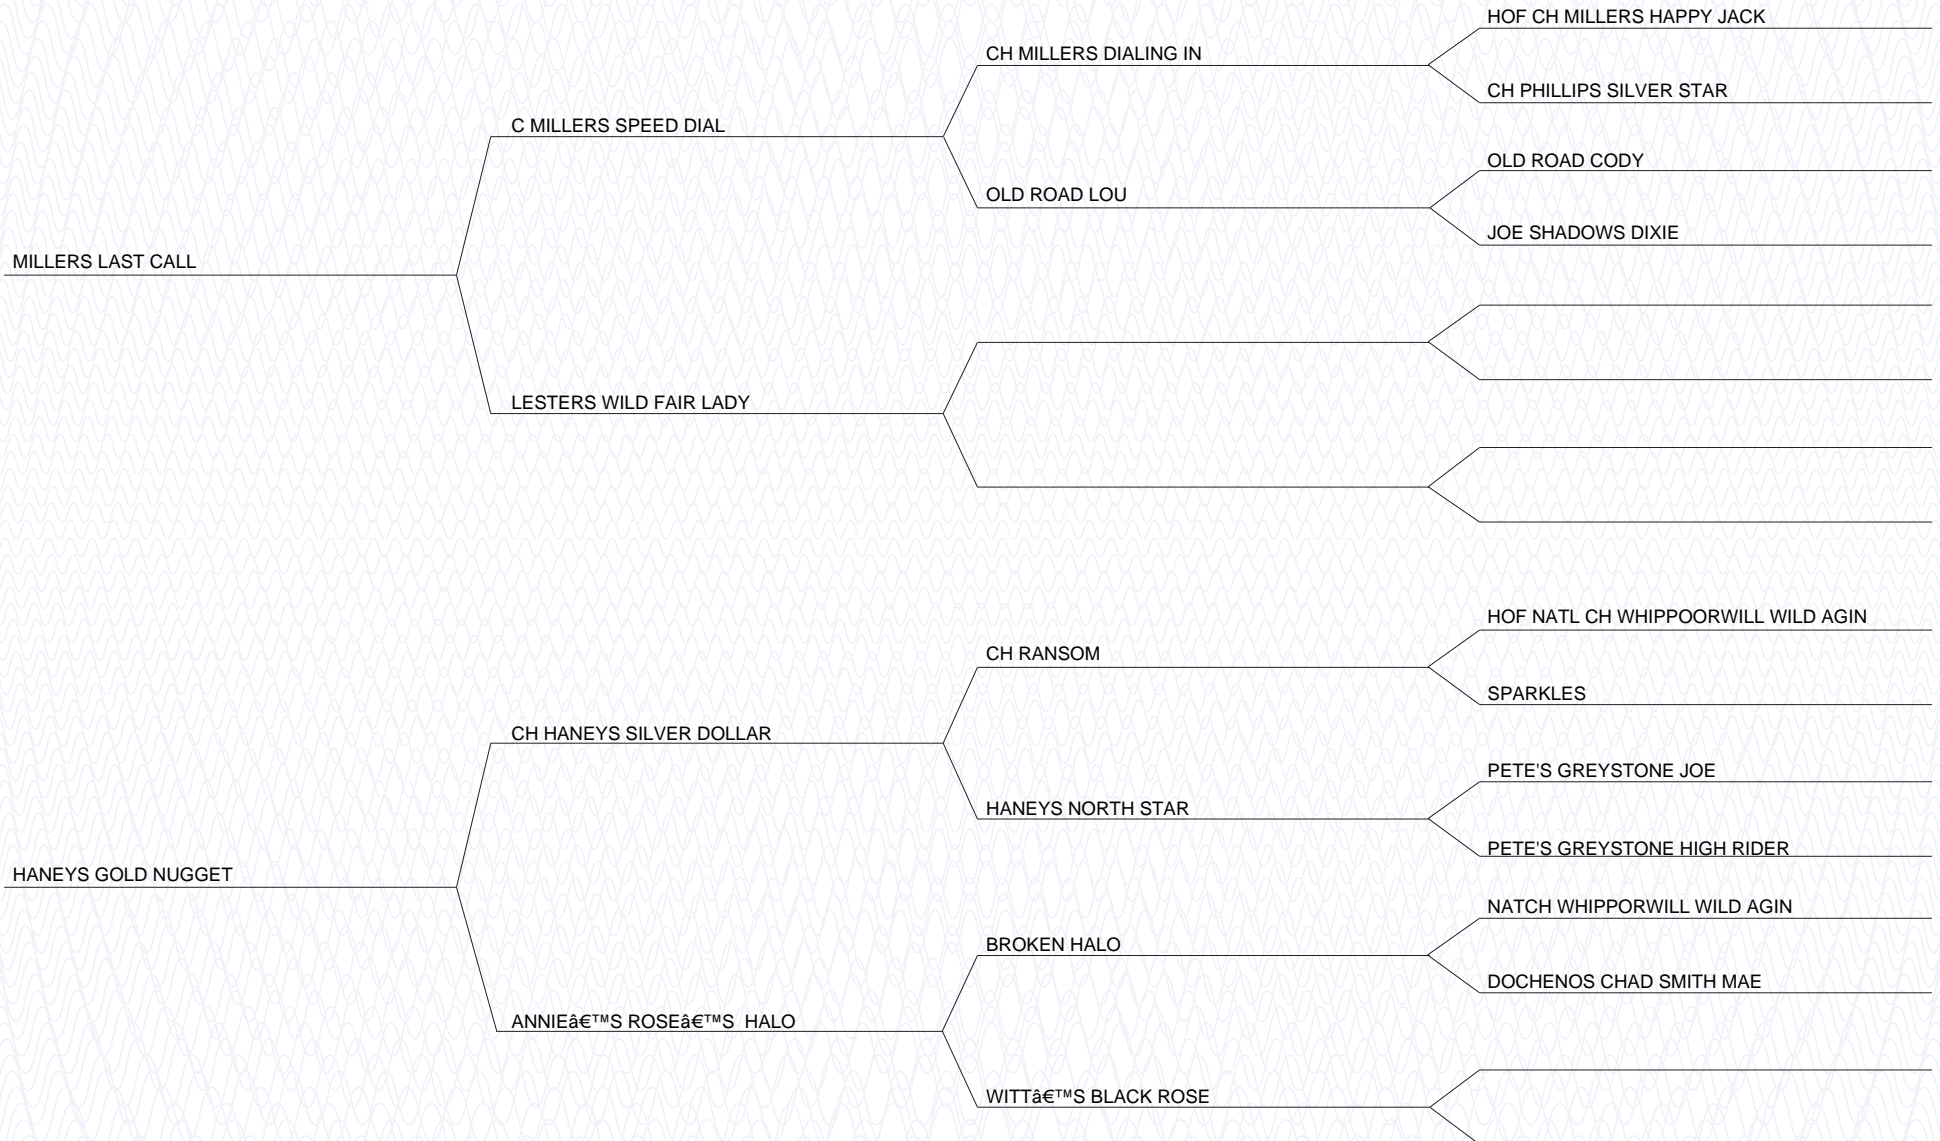 HOF CH MILLERS HAPPY JACK
CH MILLERS DIALING IN
CH PHILLIPS SILVER STAR
C MILLERS SPEED DIAL
OLD ROAD CODY
OLD ROAD LOU
JOE SHADOWS DIXIE
MILLERS LAST CALL
LESTERS WILD FAIR LADY
HOF NATL CH WHIPPOORWILL WILD AGIN
CH RANSOM
SPARKLES
CH HANEYS SILVER DOLLAR
PETE'S GREYSTONE JOE
HANEYS NORTH STAR
PETE'S GREYSTONE HIGH RIDER
HANEYS GOLD NUGGET
NATCH WHIPPORWILL WILD AGIN
BROKEN HALO
DOCHENOS CHAD SMITH MAE
ANNIEâ€™S ROSEâ€™S  HALO
WITTâ€™S BLACK ROSE